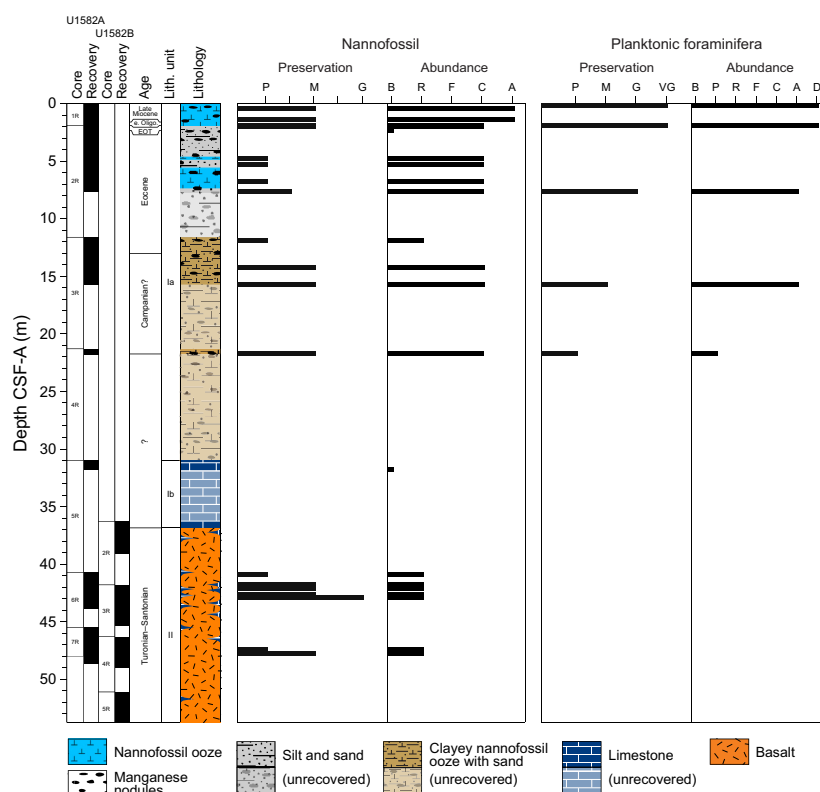 U1582A
U1582B
Core
Recovery
Core
Recovery
Age
Lith. unit
Lithology
Nannofossil
Planktonic foraminifera
Preservation
Abundance
Preservation
Abundance
P M G
B R F C A
P M G VG
B P R F C A D
Depth CSF-A (m)
0
5
10
15
20
25
30
35
40
45
50
1R
2R
3R
4R
5R
6R
7R
2R
3R
4R
5R
Late
Miocene
e. Oligo.
EOT
Eocene
Campanian?
?
Turonian–Santonian
Ia
Ib
II
Nannofossil ooze
Manganese
nodules
Silt and sand
(unrecovered)
Clayey nannofossil
ooze with sand
(unrecovered)
Limestone
(unrecovered)
Basalt